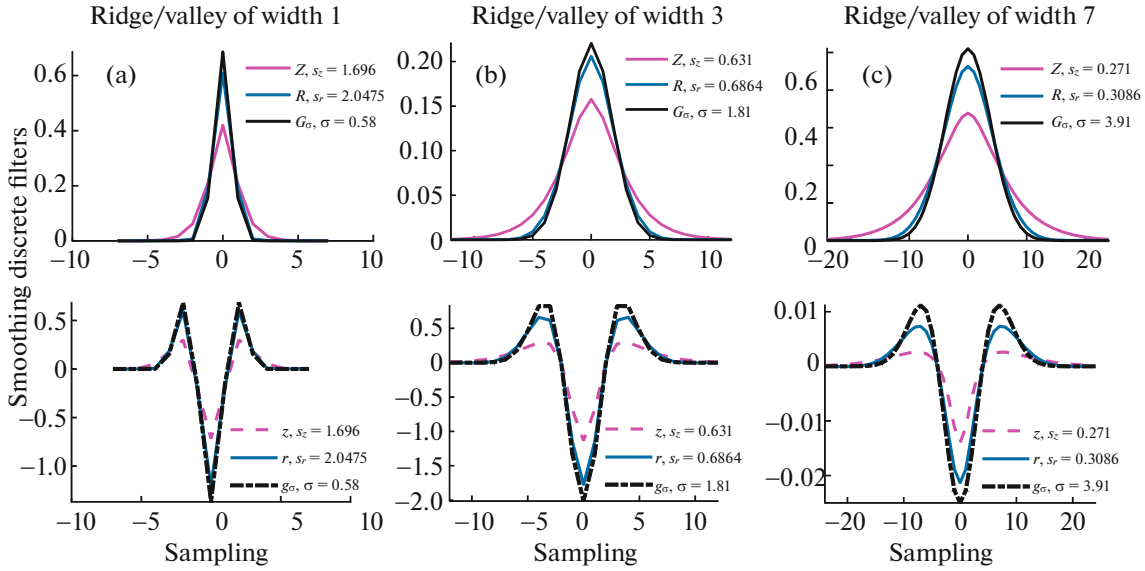 Ridge/valley of width 1
Ridge/valley of width 3
Ridge/valley of width 7
Smoothing discrete filters
(a)
Z, s_z = 1.696
R, s_r = 2.0475
G_σ, σ = 0.58
0.6
0.4
0.2
0
−10 −5 0 5 10
(b)
Z, s_z = 0.631
R, s_r = 0.6864
G_σ, σ = 1.81
0.20
0.15
0.10
0.05
0
−10 −5 0 5 10
(c)
Z, s_z = 0.271
R, s_r = 0.3086
G_σ, σ = 3.91
0.6
0.4
0.2
0
−20 −10 0 10 20
0.5
0
−0.5
−1.0
z, s_z = 1.696
r, s_r = 2.0475
g_σ, σ = 0.58
−10 −5 0 5 10
Sampling
1.0
0.5
0
−0.5
−1.0
−1.5
−2.0
z, s_z = 0.631
r, s_r = 0.6864
g_σ, σ = 1.81
−10 −5 0 5 10
Sampling
0.01
0
−0.01
−0.02
z, s_z = 0.271
r, s_r = 0.3086
g_σ, σ = 3.91
−20 −10 0 10 20
Sampling